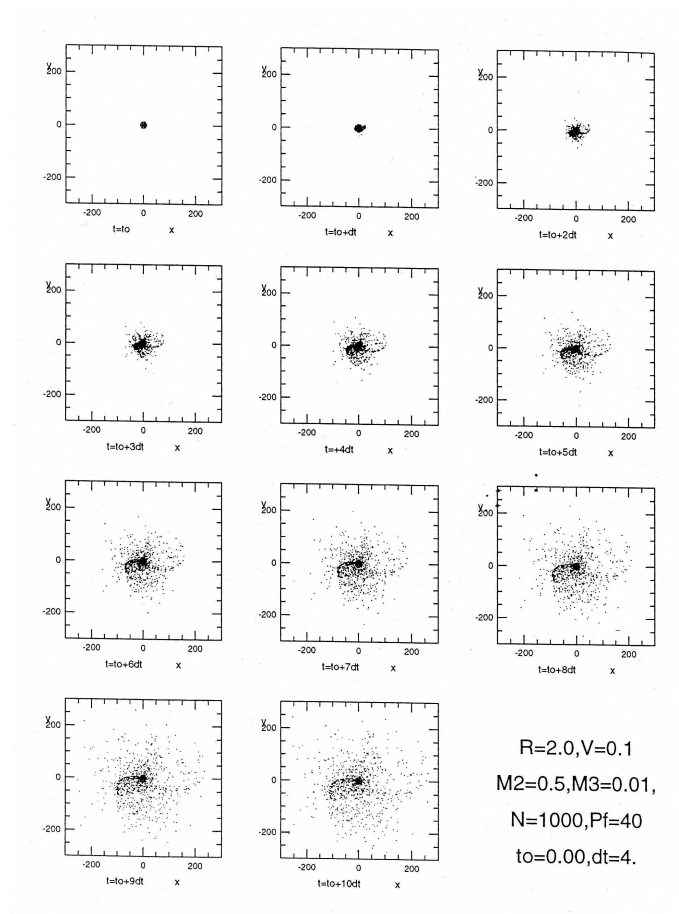 y
200
0
-200
-200 0 200
t=to x
y
200
0
-200
-200 0 200
t=to+dt x
y
200
0
-200
-200 0 200
t=to+2dt x
y
200
0
-200
-200 0 200
t=to+3dt x
y
200
0
-200
-200 0 200
t=+4dt x
y
200
0
-200
-200 0 200
t=to+5dt x
y
200
0
-200
-200 0 200
t=to+6dt x
y
200
0
-200
-200 0 200
t=to+7dt x
y
200
0
-200
-200 0 200
t=to+8dt x
y
200
0
-200
-200 0 200
t=to+9dt x
y
200
0
-200
-200 0 200
t=to+10dt x
R=2.0,V=0.1
M2=0.5,M3=0.01,
N=1000,Pf=40
to=0.00,dt=4.